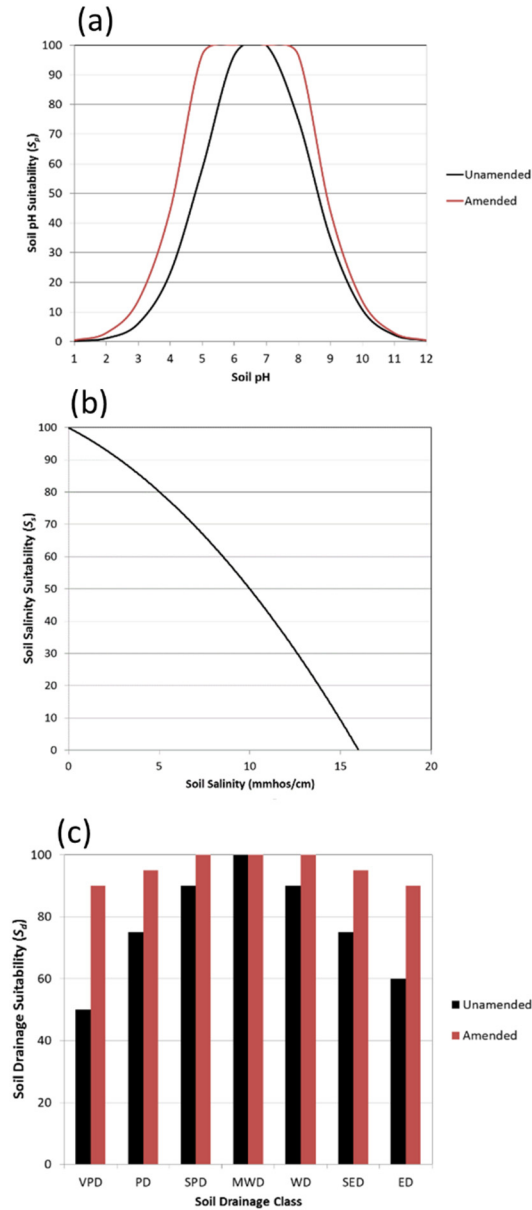 (a)
100
90
80
70
60
50
40
30
20
10
0
Soil pH Suitability (Sp)
1 2 3 4 5 6 7 8 9 10 11 12
Soil pH
Unamended
Amended
(b)
100
90
80
70
60
50
40
30
20
10
0
Soil Salinity Suitability (Ss)
0 5 10 15 20
Soil Salinity (mmhos/cm)
(c)
100
80
60
40
20
0
Soil Drainage Suitability (Sd)
VPD PD SPD MWD WD SED ED
Soil Drainage Class
Unamended
Amended